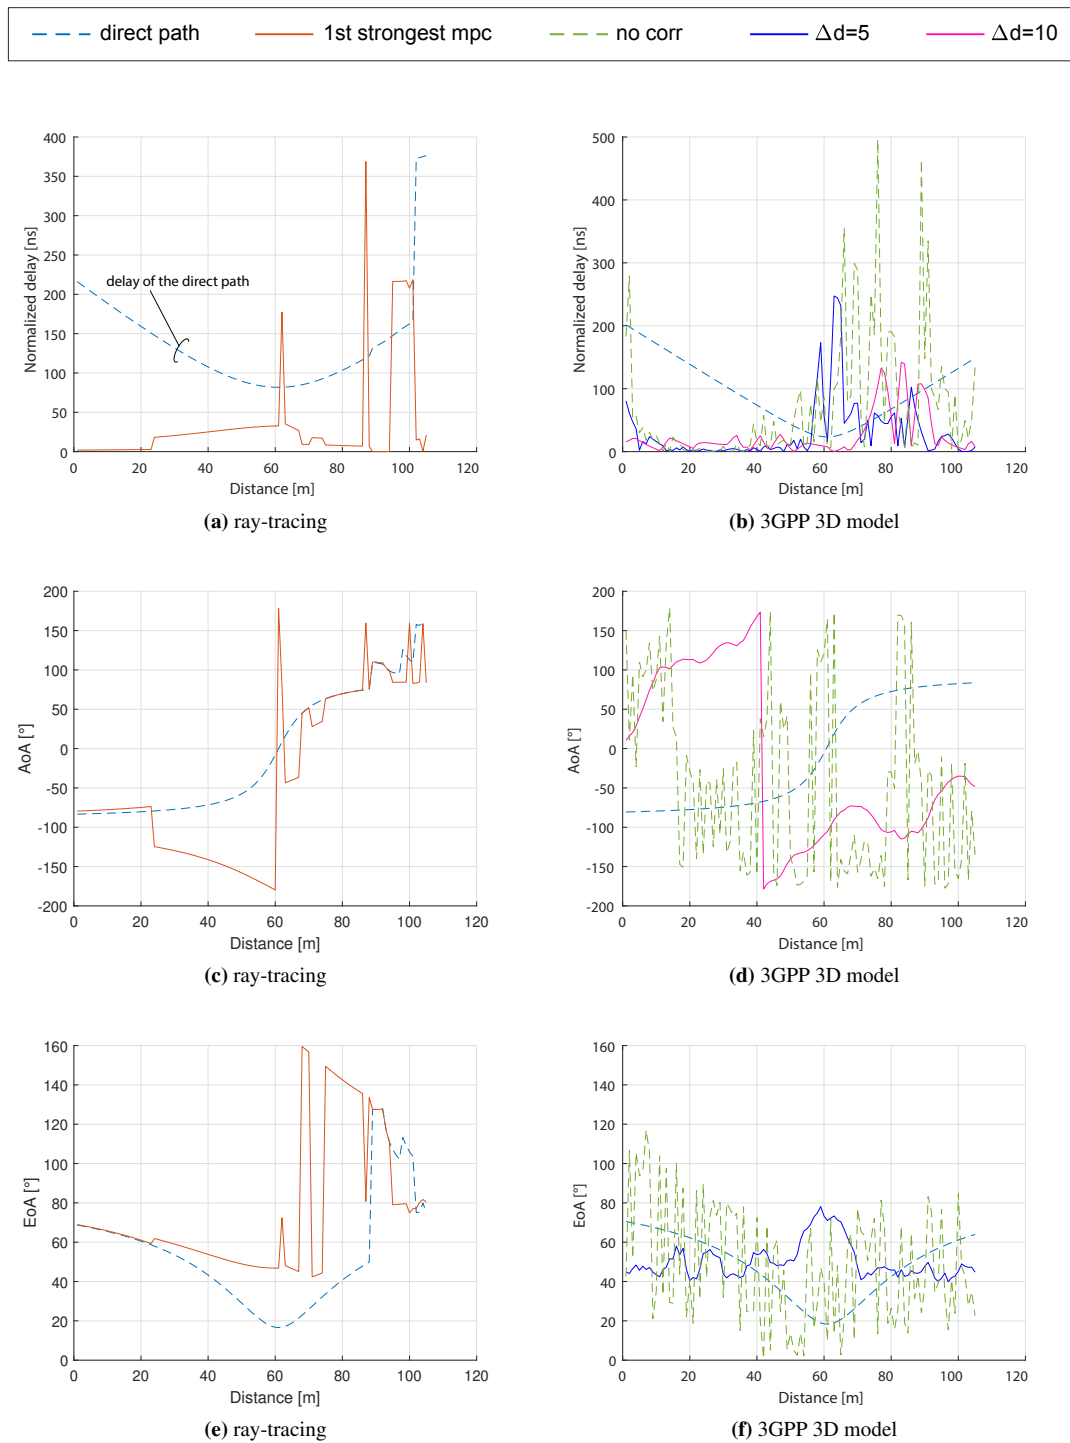 direct path 1st strongest mpc no corr Δd=5 Δd=10
400
350
300
250
200
150
100
50
0
0 20 40 60 80 100 120
Normalized delay [ns]
delay of the direct path
Distance [m]
(a) ray-tracing
500
400
300
200
100
0
0 20 40 60 80 100 120
Normalized delay [ns]
Distance [m]
(b) 3GPP 3D model
200
150
100
50
0
-50
-100
-150
-200
0 20 40 60 80 100 120
AoA [°]
Distance [m]
(c) ray-tracing
200
150
100
50
0
-50
-100
-150
-200
0 20 40 60 80 100 120
AoA [°]
Distance [m]
(d) 3GPP 3D model
160
140
120
100
80
60
40
20
0
0 20 40 60 80 100 120
EoA [°]
Distance [m]
(e) ray-tracing
160
140
120
100
80
60
40
20
0
0 20 40 60 80 100 120
EoA [°]
Distance [m]
(f) 3GPP 3D model